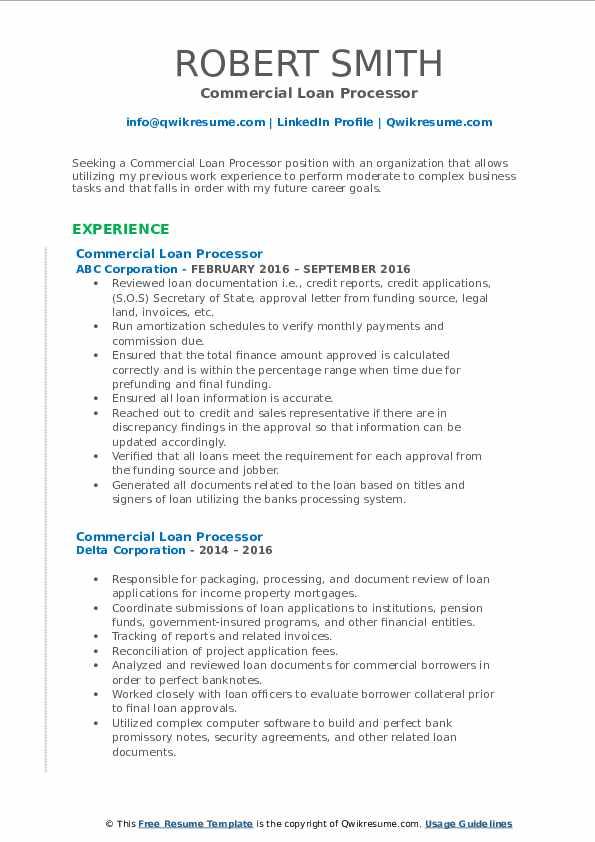 ROBERT SMITH
Commercial Loan Processor
info@qwikresume.com | LinkedIn Profile | Qwikresume.com
Seeking a Commercial Loan Processor position with an organization that allows
utilizing my previous work experience to perform moderate to complex business
tasks and that falls in order with my future career goals.
EXPERIENCE
Commercial Loan Processor
ABC Corporation - FEBRUARY 2016 – SEPTEMBER 2016
• Reviewed loan documentation i.e., credit reports, credit applications,
(S.O.S) Secretary of State, approval letter from funding source, legal
land, invoices, etc.
• Run amortization schedules to verify monthly payments and
commission due.
• Ensured that the total finance amount approved is calculated
correctly and is within the percentage range when time due for
prefunding and final funding.
• Ensured all loan information is accurate.
• Reached out to credit and sales representative if there are in
discrepancy findings in the approval so that information can be
updated accordingly.
• Verified that all loans meet the requirement for each approval from
the funding source and jobber.
• Generated all documents related to the loan based on titles and
signers of loan utilizing the banks processing system.
Commercial Loan Processor
Delta Corporation - 2014 – 2016
• Responsible for packaging, processing, and document review of loan
applications for income property mortgages.
• Coordinate submissions of loan applications to institutions, pension
funds, government-insured programs, and other financial entities.
• Tracking of reports and related invoices.
• Reconciliation of project application fees.
• Analyzed and reviewed loan documents for commercial borrowers in
order to perfect banknotes.
• Worked closely with loan officers to evaluate borrower collateral prior
to final loan approvals.
• Utilized complex computer software to build and perfect bank
promissory notes, security agreements, and other related loan
documents.
© This Free Resume Template is the copyright of Qwikresume.com. Usage Guidelines